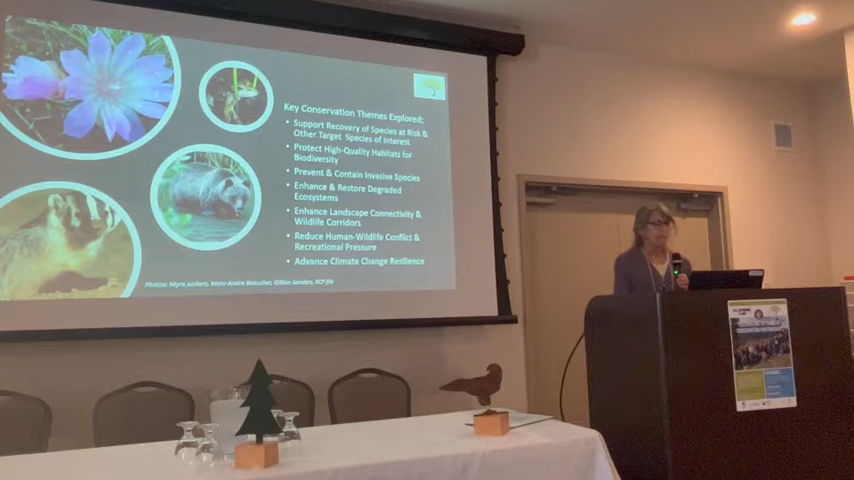 Key Conservation Themes Explored:
• Support Recovery of Species at Risk &
Other Target Species of Interest
• Protect High-Quality Habitats for
Biodiversity
• Prevent & Contain Invasive Species
• Enhance & Restore Degraded
Ecosystems
• Enhance Landscape Connectivity &
Wildlife Corridors
• Reduce Human-Wildlife Conflict &
Recreational Pressure
• Advance Climate Change Resilience
Photos: Myra Juckers, Marc-Andre Beaucher, Gillian Sanders, KCP file